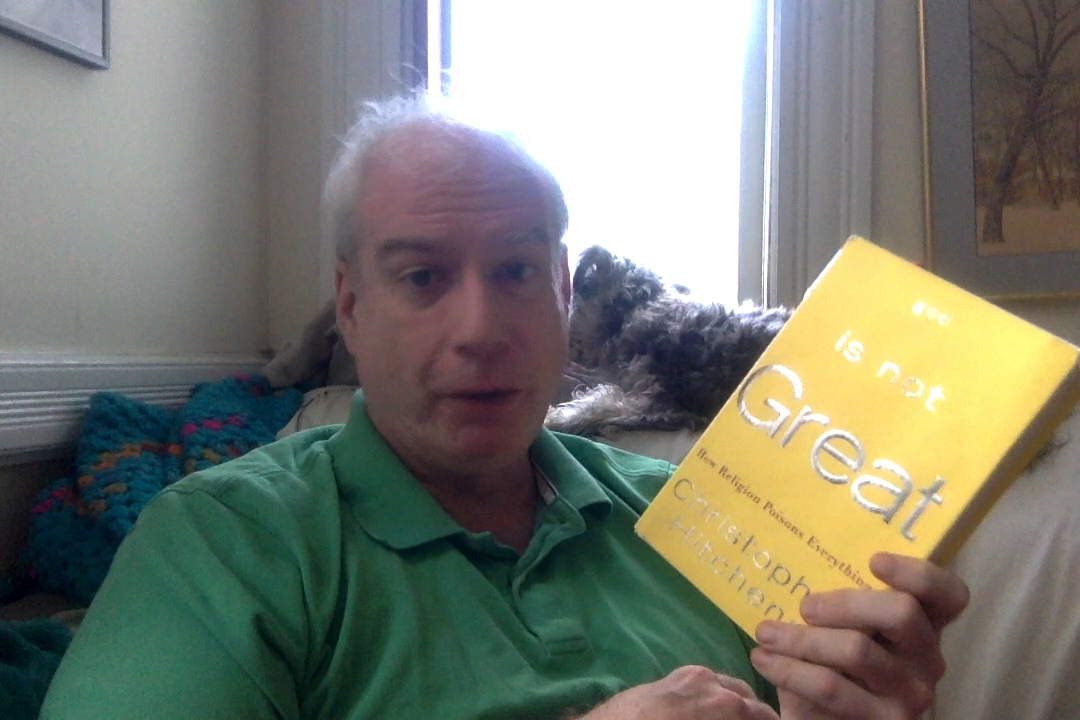 god
is not
Great
How Religion Poisons Everything
Christoph
Hitchen